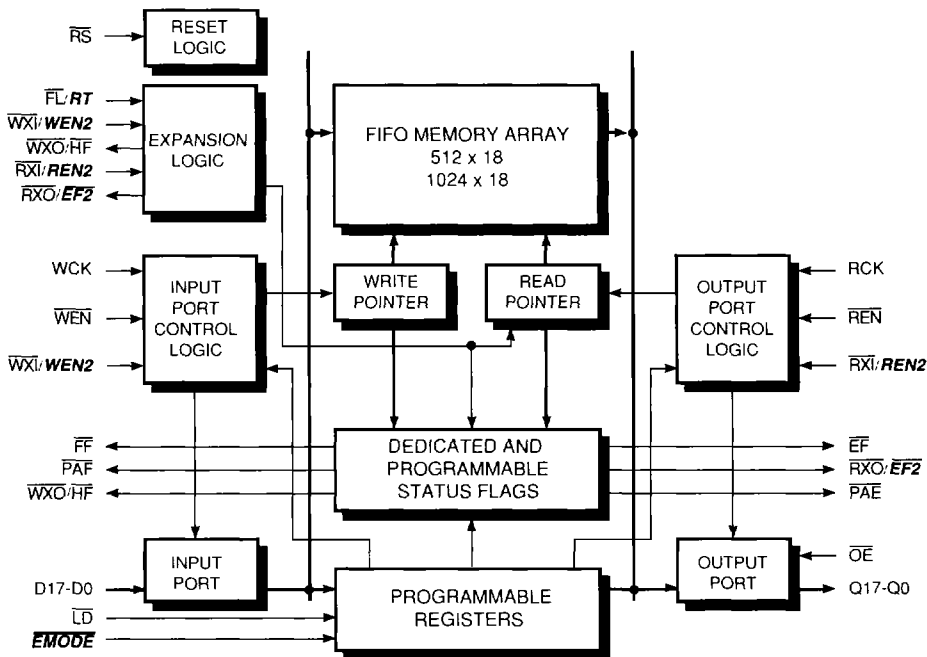 RS
RESET
LOGIC
FL/RT
WXI/WEN2
WXO/HF
RXI/REN2
RXO/EF2
EXPANSION
LOGIC
FIFO MEMORY ARRAY
512 x 18
1024 x 18
WCK
WEN
WXI/WEN2
INPUT
PORT
CONTROL
LOGIC
WRITE
POINTER
READ
POINTER
OUTPUT
PORT
CONTROL
LOGIC
RCK
REN
RXI/REN2
FF
PAF
WXO/HF
DEDICATED AND
PROGRAMMABLE
STATUS FLAGS
EF
RXO/EF2
PAE
D17-D0
LD
EMODE
INPUT
PORT
PROGRAMMABLE
REGISTERS
OUTPUT
PORT
OE
Q17-Q0